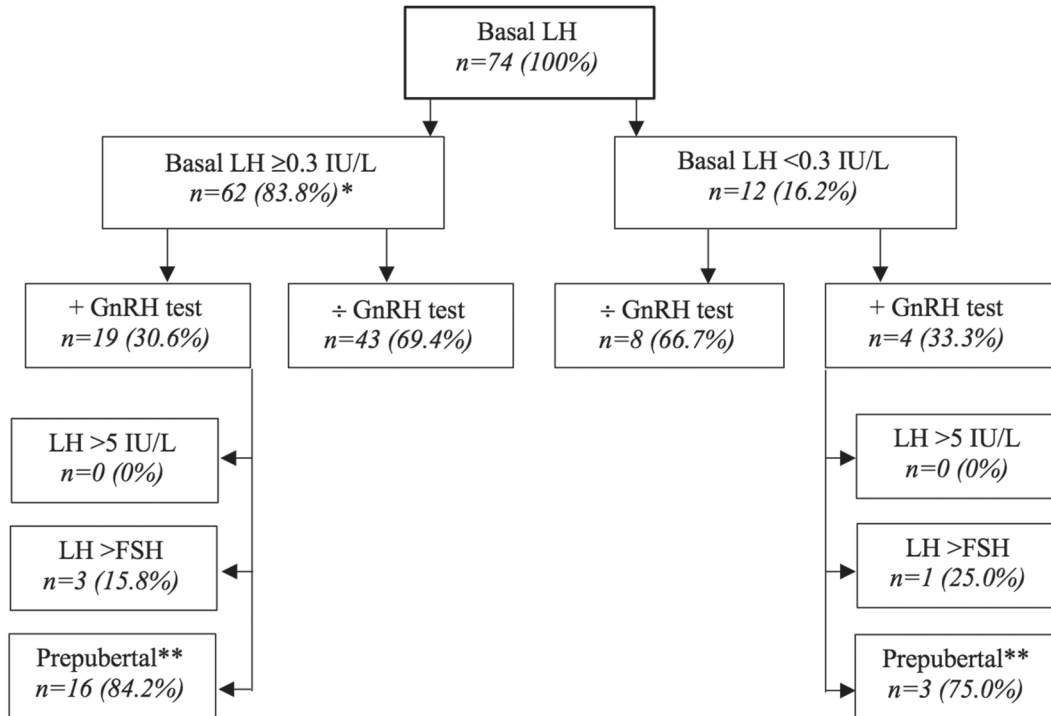 Basal LH
n=74 (100%)
Basal LH ≥0.3 IU/L
n=62 (83.8%)*
Basal LH <0.3 IU/L
n=12 (16.2%)
+ GnRH test
n=19 (30.6%)
÷ GnRH test
n=43 (69.4%)
÷ GnRH test
n=8 (66.7%)
+ GnRH test
n=4 (33.3%)
LH >5 IU/L
n=0 (0%)
LH >FSH
n=3 (15.8%)
Prepubertal**
n=16 (84.2%)
LH >5 IU/L
n=0 (0%)
LH >FSH
n=1 (25.0%)
Prepubertal**
n=3 (75.0%)